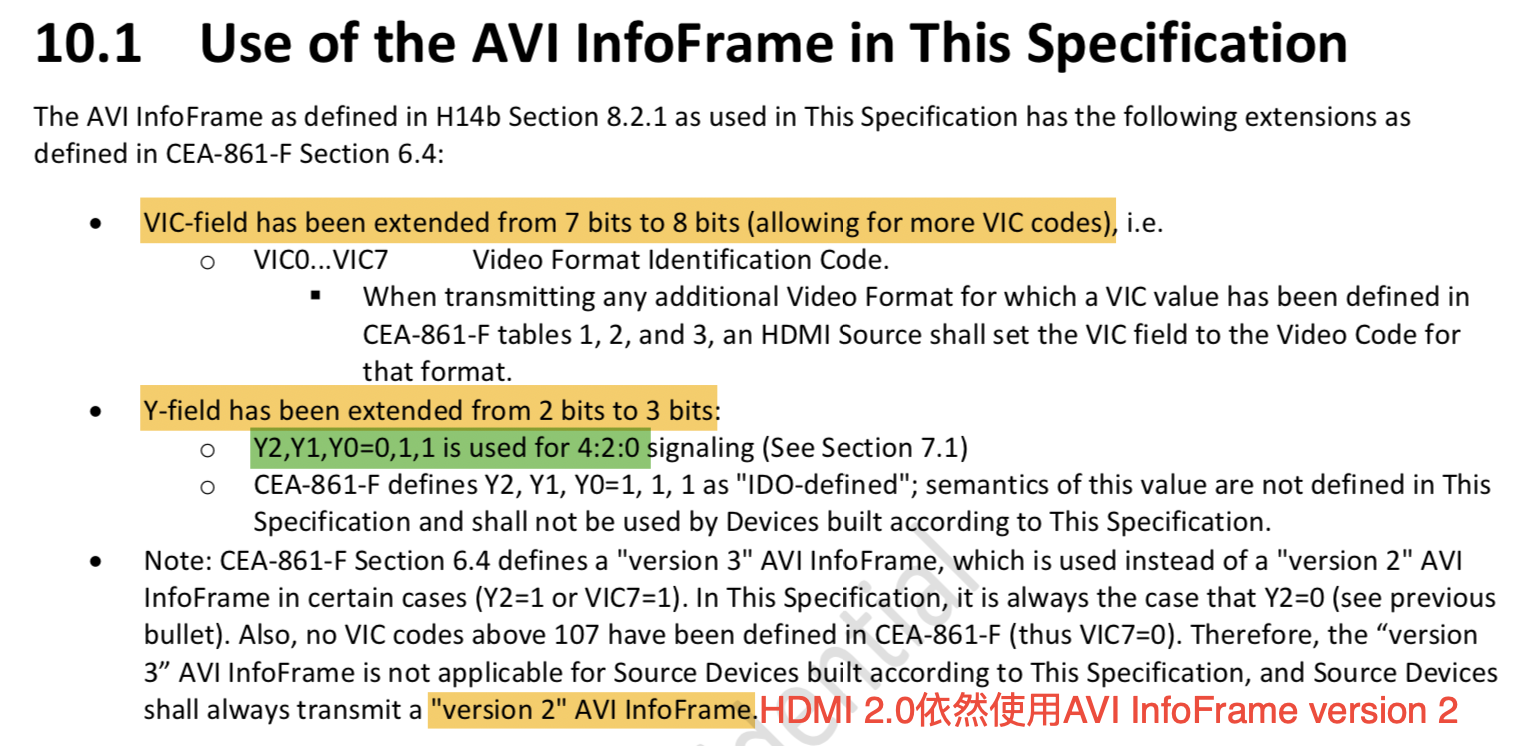 10.1 Use of the AVI InfoFrame in This Specification
The AVI InfoFrame as defined in H14b Section 8.2.1 as used in This Specification has the following extensions as
defined in CEA-861-F Section 6.4:
• VIC-field has been extended from 7 bits to 8 bits (allowing for more VIC codes), i.e.
o VIC0...VIC7 Video Format Identification Code.
▪ When transmitting any additional Video Format for which a VIC value has been defined in
CEA-861-F tables 1, 2, and 3, an HDMI Source shall set the VIC field to the Video Code for
that format.
• Y-field has been extended from 2 bits to 3 bits:
o Y2,Y1,Y0=0,1,1 is used for 4:2:0 signaling (See Section 7.1)
o CEA-861-F defines Y2, Y1, Y0=1, 1, 1 as "IDO-defined"; semantics of this value are not defined in This
Specification and shall not be used by Devices built according to This Specification.
• Note: CEA-861-F Section 6.4 defines a "version 3" AVI InfoFrame, which is used instead of a "version 2" AVI
InfoFrame in certain cases (Y2=1 or VIC7=1). In This Specification, it is always the case that Y2=0 (see previous
bullet). Also, no VIC codes above 107 have been defined in CEA-861-F (thus VIC7=0). Therefore, the “version
3” AVI InfoFrame is not applicable for Source Devices built according to This Specification, and Source Devices
shall always transmit a "version 2" AVI InfoFrame.HDMI 2.0依然使用AVI InfoFrame version 2